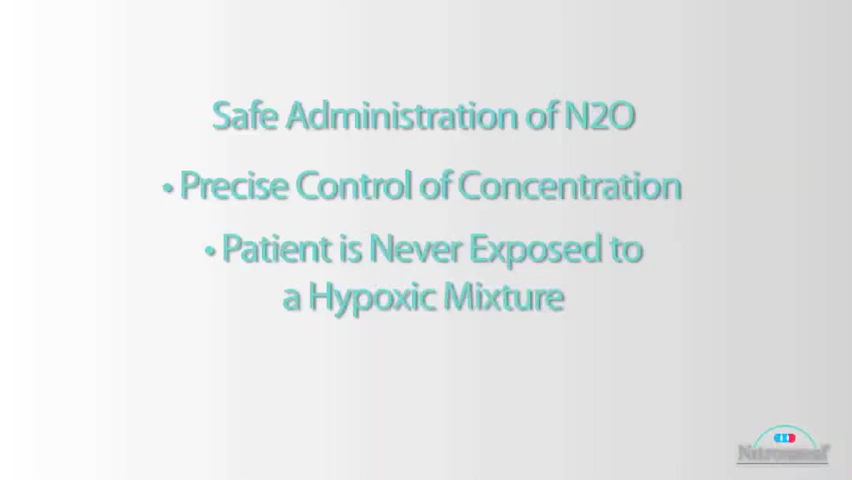 Safe Administration of N2O
• Precise Control of Concentration
• Patient is Never Exposed to
a Hypoxic Mixture